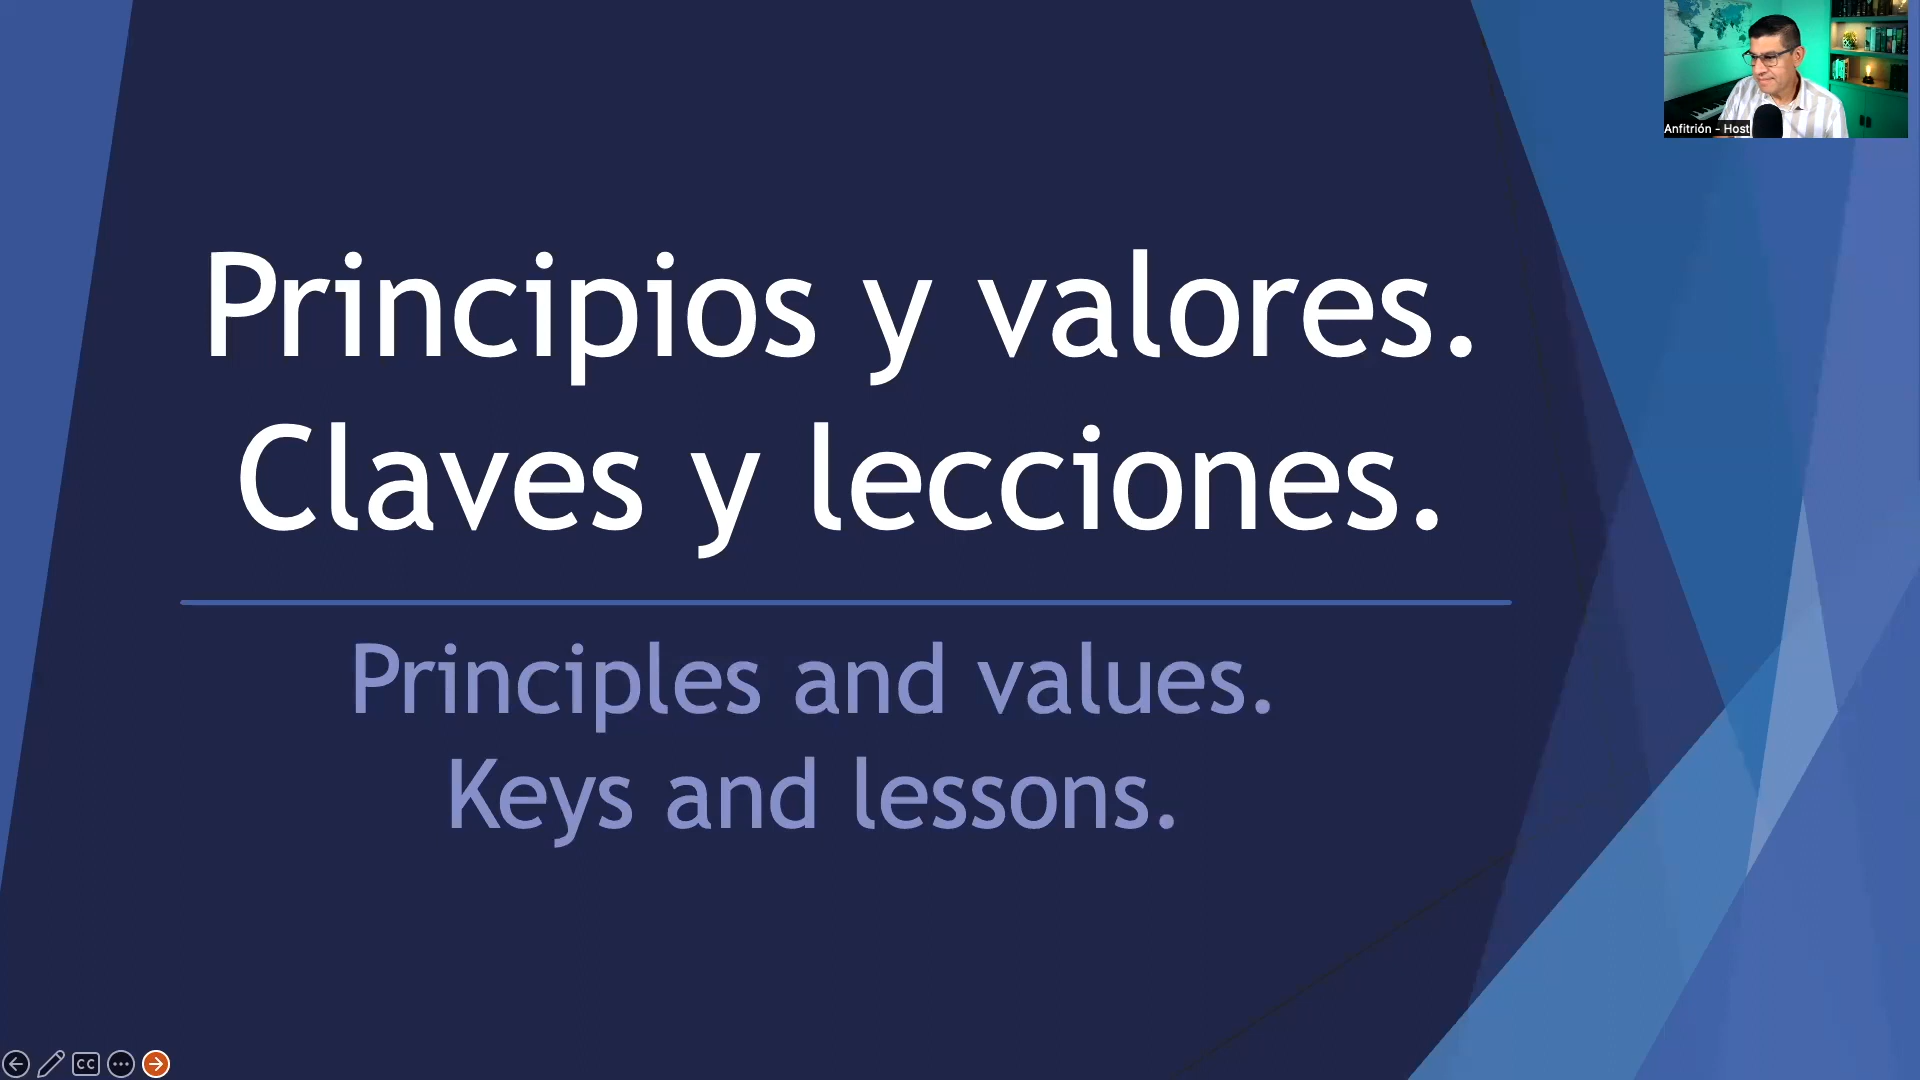 Anfitrión - Host
Principios y valores.
Claves y lecciones.
Principles and values.
Keys and lessons.
CC